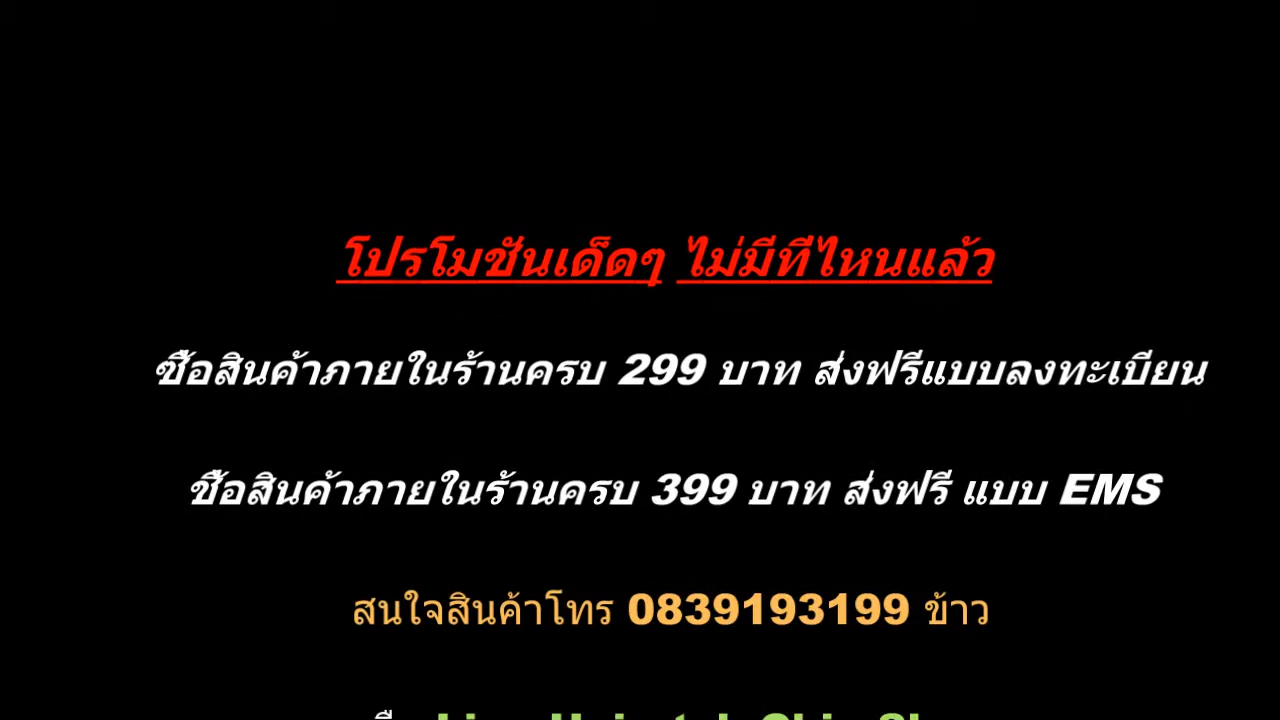 โปรโมชันเด็ดๆ ไม่มีทีไหนแล้ว
ซือสินค้าภายในร้านครบ 299 บาท ส่งฟรีแบบลงทะเบียน
ซือสินค้าภายในร้านครบ 399 บาท ส่งฟรี แบบ EMS
สนใจสินค้าโทร 0839193199 ข้าว